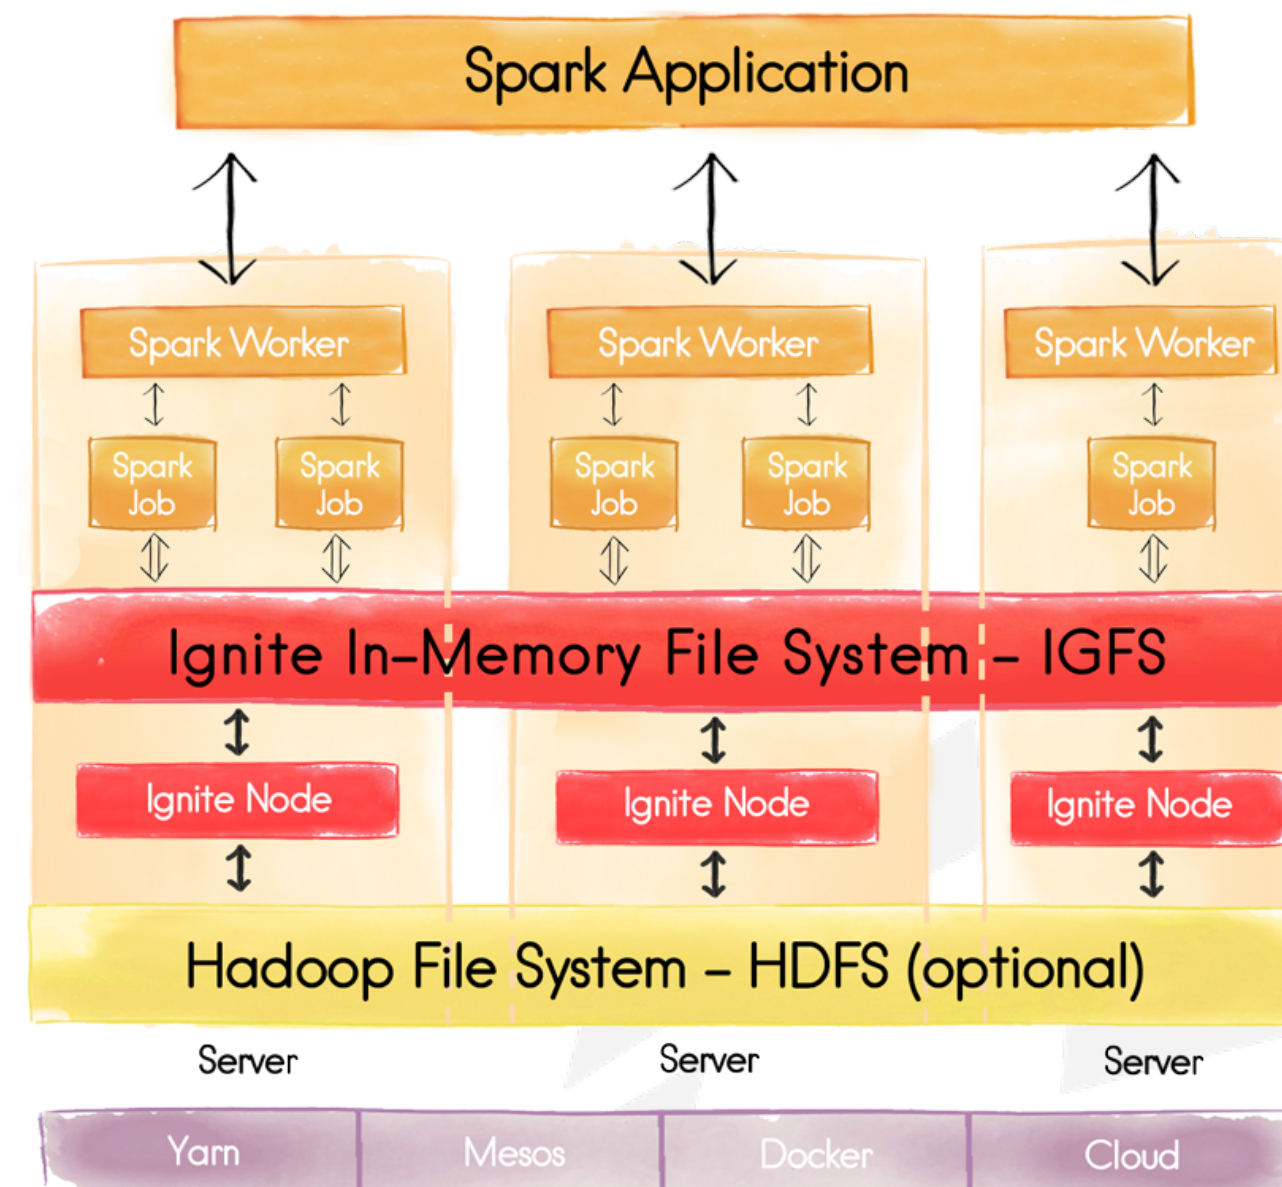 Spark Application
Spark Worker
Spark Worker
Spark Worker
Spark
Job
Spark
Job
Spark
Job
Spark
Job
Spark
Job
Ignite In-Memory File System - IGFS
Ignite Node
Ignite Node
Ignite Node
Hadoop File System - HDFS (optional)
Server
Server
Server
Yarn
Mesos
Docker
Cloud